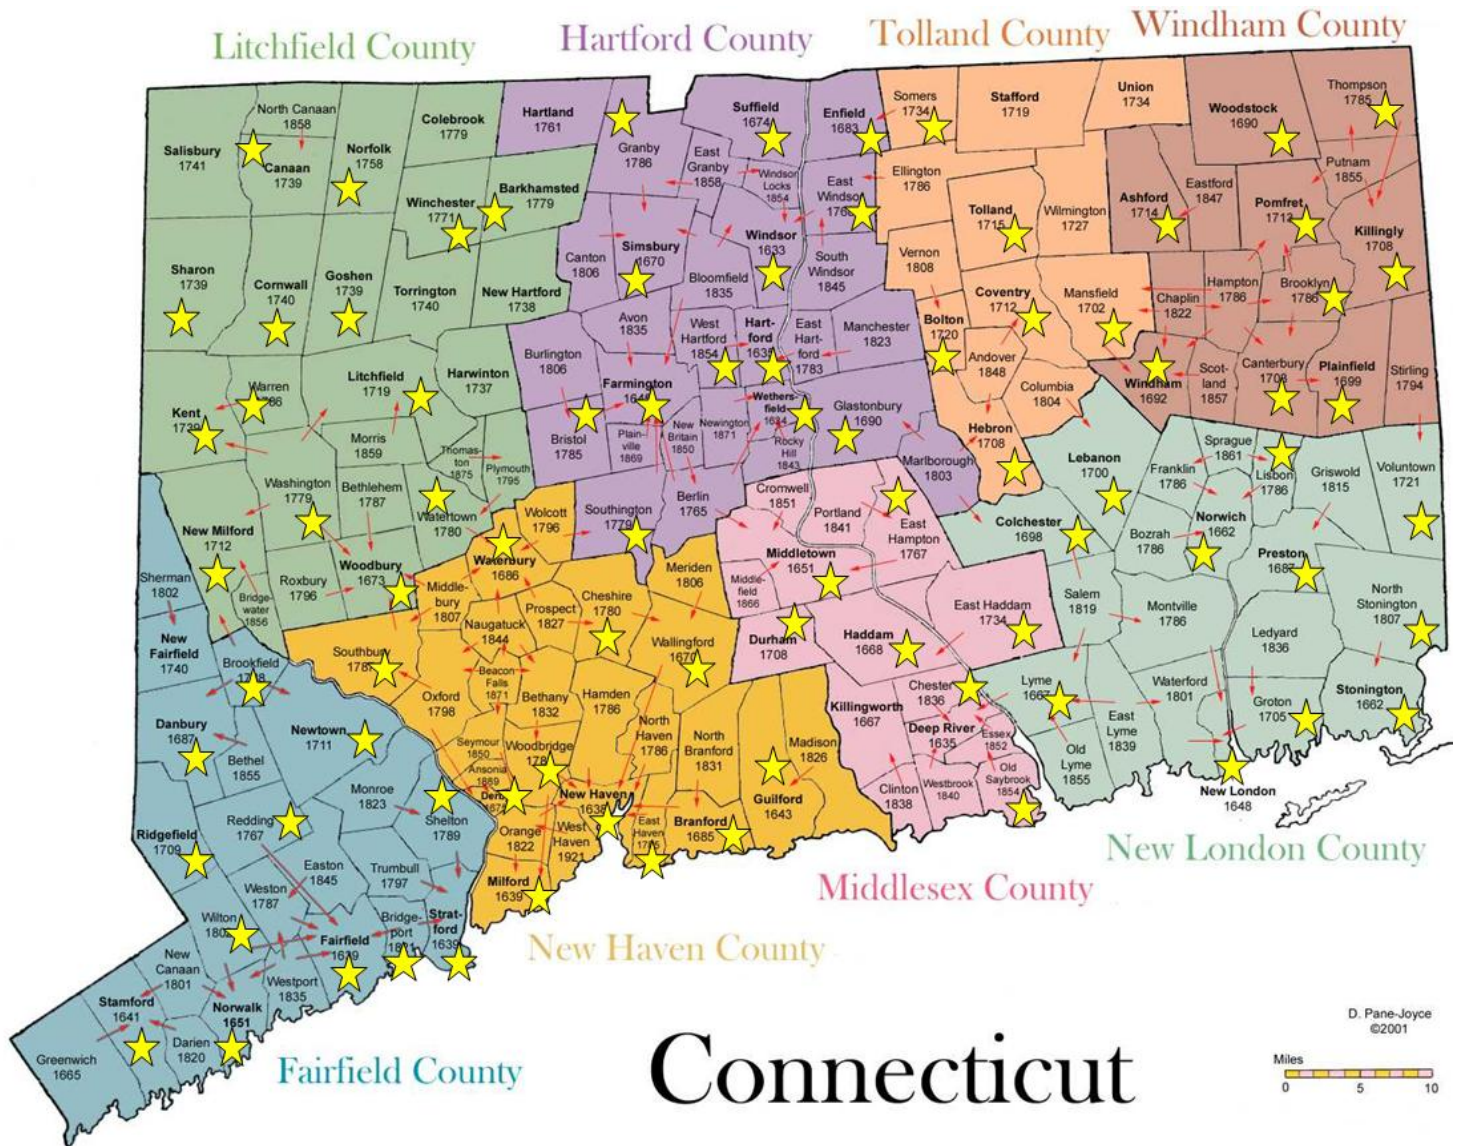 Litchfield County
Hartford County
Tolland County
Windham County
North Canaan
1858
Colebrook
1779
Hartland
1761
Salisbury
1741
Canaan
1739
Norfolk
1758
Winchester
1771
Barkhamsted
1779
Sharon
1739
Cornwall
1740
Goshen
1739
Torrington
1740
New Hartford
1738
Kent
Warren
Litchfield
1719
Harwinton
1737
Morris
1859
Thomas-
ton
1875
Plymouth
1795
Washington
1779
Bethlehem
1787
Watertown
1780
New Milford
1712
Bridge-
water
1856
Roxbury
1796
Woodbury
1673
Granby
1786
Suffield
1674
Enfield
1683
East
Granby
1858
Windsor
Locks
1854
East
Windsor
Simsbury
1670
Windsor
1633
Canton
1806
Bloomfield
1835
South
Windsor
1845
Avon
1835
West
Hartford
1854
Hart-
ford
East
Hart-
ford
1783
Manchester
1823
Burlington
1806
Farmington
Bristol
1785
Plain-
ville
1869
New
Britain
1850
Newington
1871
Wethers-
field
1634
Rocky
Hill
1843
Glastonbury
1690
Marlborough
1803
Southington
1779
Berlin
1765
Somers
1734
Stafford
1719
Union
1734
Ellington
1786
Tolland
1715
Wilmington
1727
Vernon
1808
Coventry
1712
Mansfield
1702
Bolton
1720
Andover
1848
Columbia
1804
Hebron
1708
Woodstock
1690
Thompson
1785
Putnam
1855
Ashford
1714
Eastford
1847
Pomfret
Killingly
1708
Chaplin
1822
Hampton
1786
Brooklyn
1786
Windham
1692
Scot-
land
1857
Canterbury
1703
Plainfield
1699
Stirling
1794
Lebanon
1700
Franklin
1786
Sprague
1861
Lisbon
1786
Griswold
1815
Voluntown
1721
Colchester
1698
Bozrah
1786
Norwich
1662
Preston
1687
North
Stonington
1807
Salem
1819
Montville
1786
Ledyard
1836
Lyme
East
Lyme
1839
Waterford
1801
Groton
1705
Stonington
1662
Old
Lyme
1855
New London
1648
New London County
Cromwell
1851
Portland
1841
East
Hampton
1767
Middletown
1651
Middle-
field
1866
Durham
1708
Haddam
1668
East Haddam
1734
Killingworth
1667
Chester
1836
Deep River
1635
Essex
1852
Clinton
1838
Westbrook
1840
Old
Saybrook
1854
Middlesex County
Wolcott
1796
Waterbury
1686
Middle-
bury
1807
Naugatuck
1844
Prospect
1827
Cheshire
1780
Meriden
1806
Wallingford
1670
Southbury
Oxford
1798
Beacon
Falls
1871
Bethany
1832
Hamden
1786
North
Haven
1786
Seymour
1850
Woodbridge
Ansonia
1889
North
Branford
1831
Madison
1826
Guilford
1643
Orange
1822
New Haven
1638
West
Haven
1921
East
Haven
Branford
1685
Milford
1639
New Haven County
Sherman
1802
New
Fairfield
1740
Brookfield
Danbury
1687
Newtown
1711
Bethel
1855
Monroe
1823
Shelton
1789
Ridgefield
1709
Redding
1767
Easton
1845
Trumbull
1797
Weston
1787
Wilton
Fairfield
1639
Bridge-
port
Strat-
ford
1639
New
Canaan
1801
Westport
1835
Stamford
1641
Norwalk
1651
Darien
1820
Greenwich
1665
Fairfield County
Connecticut
D. Pane-Joyce
©2001
Miles
0 5 10